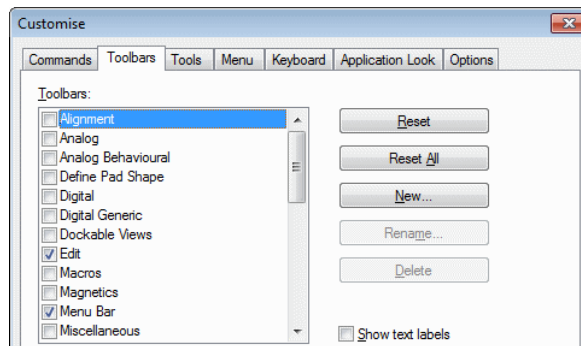 Customise
Commands Toolbars Tools Menu Keyboard Application Look Options
Toolbars:
Alignment
Analog
Analog Behavioural
Define Pad Shape
Digital
Digital Generic
Dockable Views
Edit
Macros
Magnetics
Menu Bar
Miscellaneous
Reset
Reset All
New...
Rename...
Delete
Show text labels